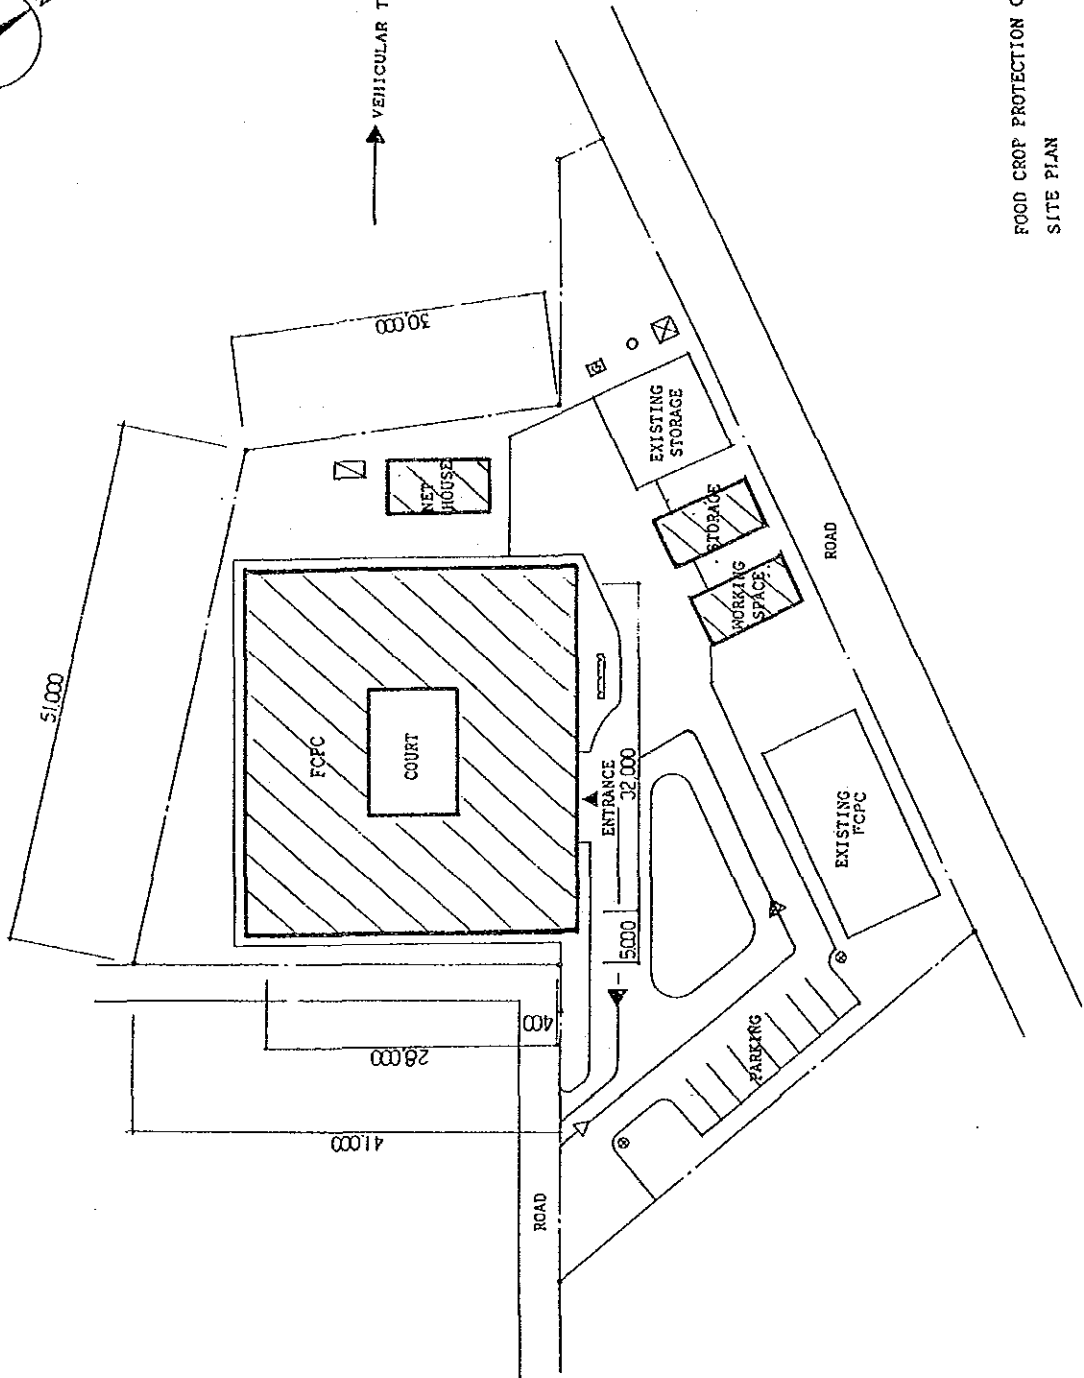 VEHICULAR T
FOOD CROP PROTECTION C
SITE PLAN
51,000
30,000
NET
HOUSE
EXISTING
STORAGE
STORAGE
WORKING
SPACE
ROAD
FCPC
COURT
ENTRANCE
32,000
5,000
EXISTING
FCPC
400
28,000
41,000
PARKING
ROAD